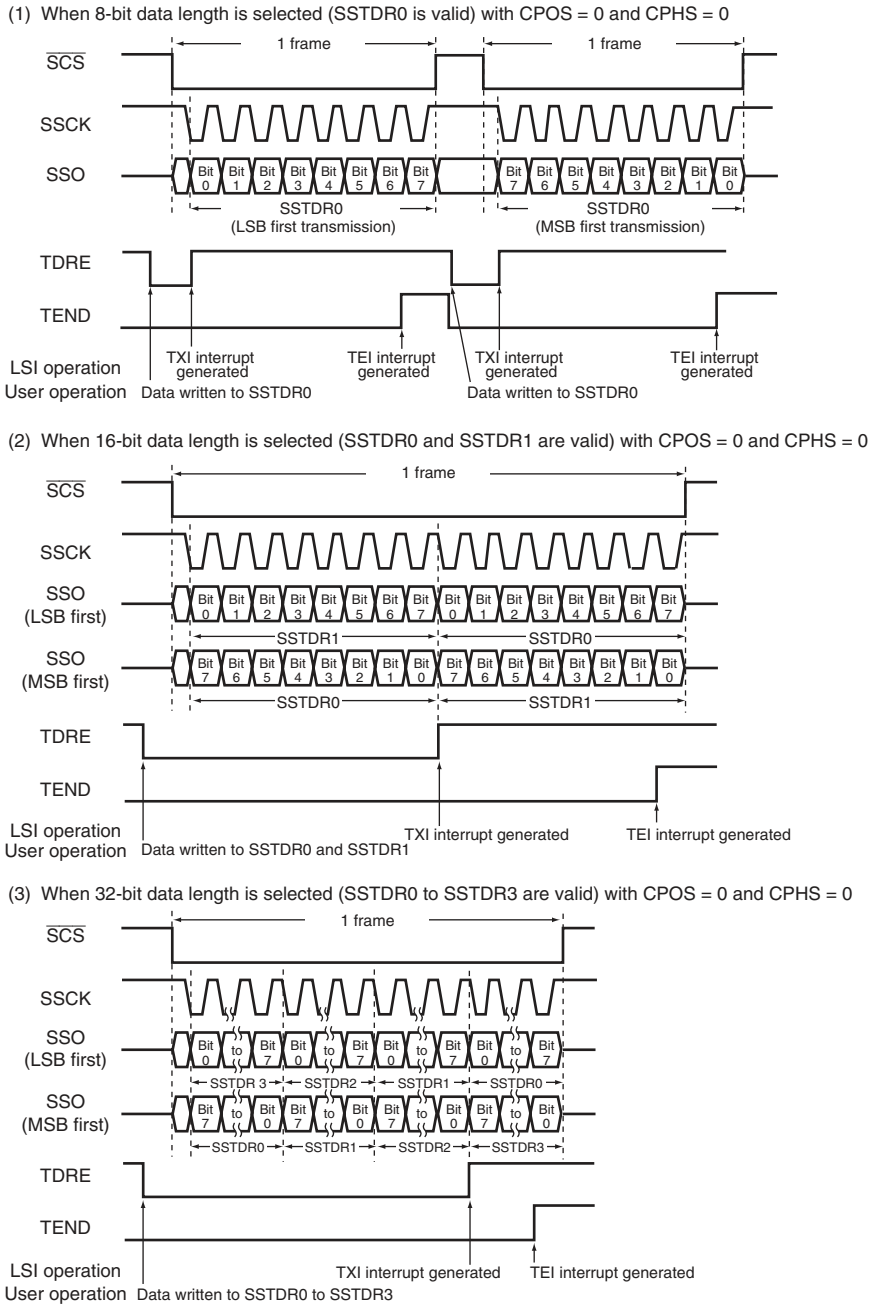 (1) When 8-bit data length is selected (SSTDR0 is valid) with CPOS = 0 and CPHS = 0
1 frame 1 frame
SCS
SSCK
SSO Bit 0 Bit 1 Bit 2 Bit 3 Bit 4 Bit 5 Bit 6 Bit 7 Bit 7 Bit 6 Bit 5 Bit 4 Bit 3 Bit 2 Bit 1 Bit 0
SSTDR0 SSTDR0
(LSB first transmission) (MSB first transmission)
TDRE
TEND
LSI operation TXI interrupt generated TEI interrupt generated TXI interrupt generated TEI interrupt generated
User operation Data written to SSTDR0 Data written to SSTDR0
(2) When 16-bit data length is selected (SSTDR0 and SSTDR1 are valid) with CPOS = 0 and CPHS = 0
1 frame
SCS
SSCK
SSO (LSB first) Bit 0 Bit 1 Bit 2 Bit 3 Bit 4 Bit 5 Bit 6 Bit 7 Bit 0 Bit 1 Bit 2 Bit 3 Bit 4 Bit 5 Bit 6 Bit 7
SSTDR1 SSTDR0
SSO (MSB first) Bit 7 Bit 6 Bit 5 Bit 4 Bit 3 Bit 2 Bit 1 Bit 0 Bit 7 Bit 6 Bit 5 Bit 4 Bit 3 Bit 2 Bit 1 Bit 0
SSTDR0 SSTDR1
TDRE
TEND
LSI operation TXI interrupt generated TEI interrupt generated
User operation Data written to SSTDR0 and SSTDR1
(3) When 32-bit data length is selected (SSTDR0 to SSTDR3 are valid) with CPOS = 0 and CPHS = 0
1 frame
SCS
SSCK
SSO (LSB first) Bit 0 to Bit 7 Bit 0 to Bit 7 Bit 0 to Bit 7 Bit 0 to Bit 7
SSTDR 3 SSTDR2 SSTDR1 SSTDR0
SSO (MSB first) Bit 7 to Bit 0 Bit 7 to Bit 0 Bit 7 to Bit 0 Bit 7 to Bit 0
SSTDR0 SSTDR1 SSTDR2 SSTDR3
TDRE
TEND
LSI operation TXI interrupt generated TEI interrupt generated
User operation Data written to SSTDR0 to SSTDR3